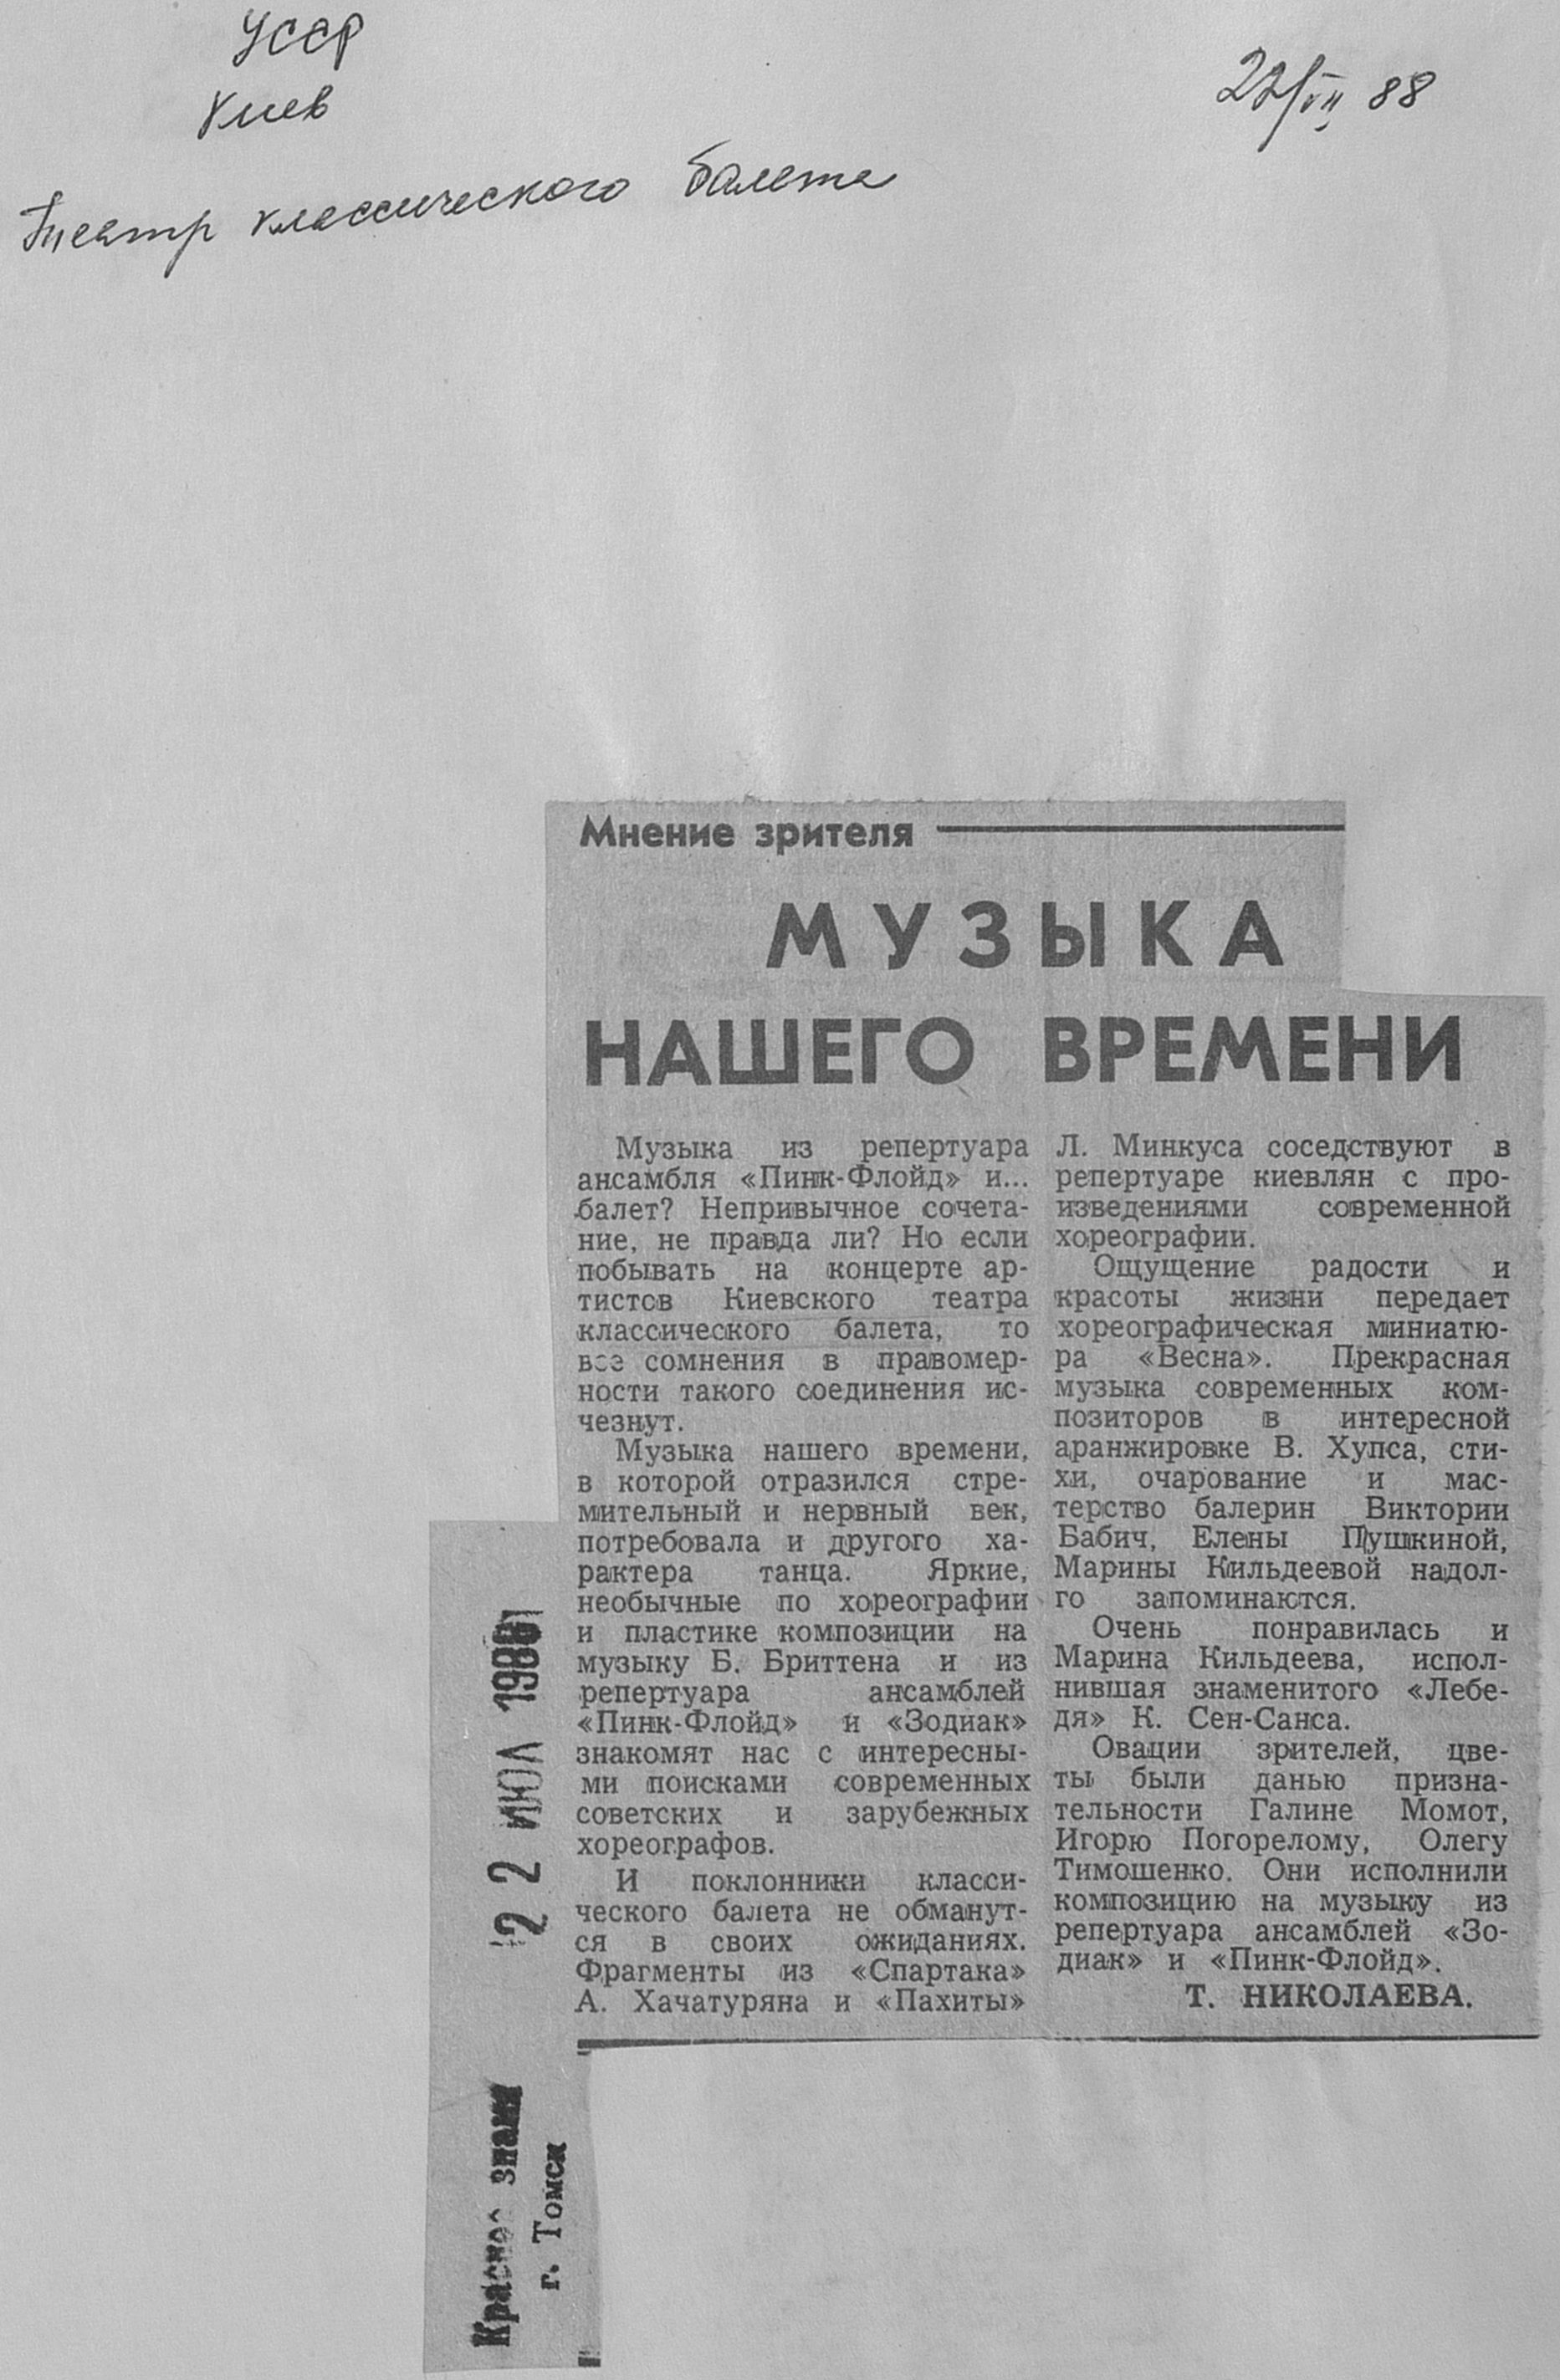 УССР
Киев
22/VII 88
Театр классического балета
Мнение зрителя
МУЗЫКА
НАШЕГО ВРЕМЕНИ
Музыка из репертуара
ансамбля «Пинк-Флойд» и...
балет? Непривычное сочета-
ние, не правда ли? Но если
побывать на концерте ар-
тистов Киевского театра
классического балета, то
все сомнения в правомер-
ности такого соединения ис-
чезнут.
Музыка нашего времени,
в которой отразился стре-
мительный и нервный век,
потребовала и другого ха-
рактера танца. Яркие,
необычные по хореографии
и пластике композиции на
музыку Б. Бриттена и из
репертуара ансамблей
«Пинк-Флойд» и «Зодиак»
знакомят нас с интересны-
ми поисками современных
советских и зарубежных
хореографов.
И поклонники класси-
ческого балета не обманут-
ся в своих ожиданиях.
Фрагменты из «Спартака»
А. Хачатуряна и «Пахиты»
Л. Минкуса соседствуют в
репертуаре киевлян с про-
изведениями современной
хореографии.
Ощущение радости и
красоты жизни передает
хореографическая миниатю-
ра «Весна». Прекрасная
музыка современных ком-
позиторов в интересной
аранжировке В. Хупса, сти-
хи, очарование и мас-
терство балерин Виктории
Бабич, Елены Пушкиной,
Марины Кильдеевой надол-
го запоминаются.
Очень понравилась и
Марина Кильдеева, испол-
нившая знаменитого «Лебе-
дя» К. Сен-Санса.
Овации зрителей, цве-
ты были данью призна-
тельности Галине Момот,
Игорю Погорелому, Олегу
Тимошенко. Они исполнили
композицию на музыку из
репертуара ансамблей «Зо-
диак» и «Пинк-Флойд».
Т. НИКОЛАЕВА.
22 ИЮЛ 1988
Красное знамя
г. Томск